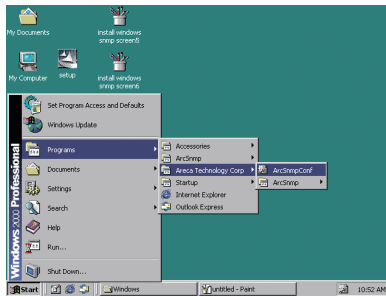 My Documents
install windows
snmp screen5
My Computer
setup
install windows
snmp screen6
Set Program Access and Defaults
Windows Update
Programs
Documents
Settings
Search
Help
Run...
Shut Down...
Windows 2000 Professional
Accessories
ArcSnmp
Areca Technology Corp
Startup
Internet Explorer
Outlook Express
ArcSnmpConf
ArcSnmp
Start
Windows
untitled - Paint
10:52 AM